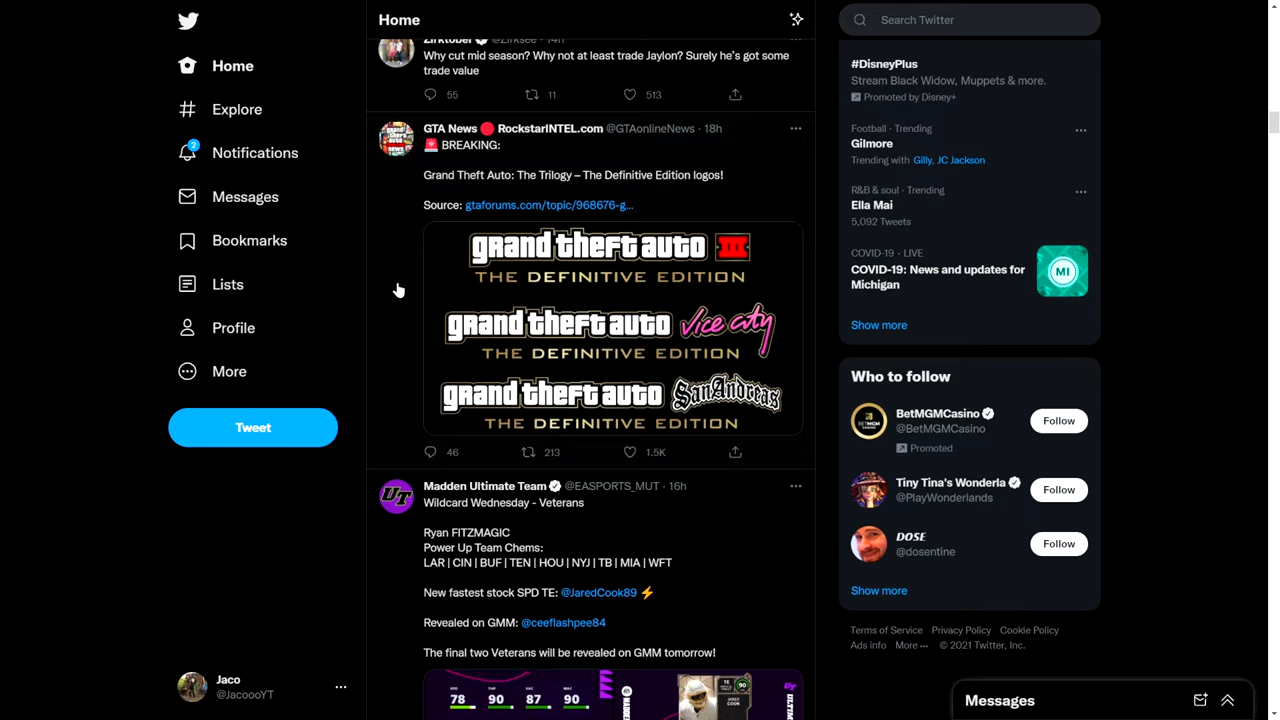 Home
Explore
2
Notifications
Messages
Bookmarks
Lists
Profile
More
Tweet
Jaco
@JacoooYT
Home
Zirktober @Zirksee · 14h
Why cut mid season? Why not at least trade Jaylon? Surely he's got some
trade value
55 11 513
GTA News 🔴 RockstarINTEL.com @GTAonlineNews · 18h
🚨 BREAKING:
Grand Theft Auto: The Trilogy – The Definitive Edition logos!
Source: gtaforums.com/topic/968676-g...
grand theft auto III
THE DEFINITIVE EDITION
grand theft auto vice city
THE DEFINITIVE EDITION
grand theft auto SanAndreas
THE DEFINITIVE EDITION
46 213 1.5K
Madden Ultimate Team @EASPORTS_MUT · 16h
Wildcard Wednesday - Veterans
Ryan FITZMAGIC
Power Up Team Chems:
LAR | CIN | BUF | TEN | HOU | NYJ | TB | MIA | WFT
New fastest stock SPD TE: @JaredCook89 ⚡
Revealed on GMM: @ceeflashpee84
The final two Veterans will be revealed on GMM tomorrow!
78 90 87 90
TE
90
JARED
COOK
Search Twitter
#DisneyPlus
Stream Black Widow, Muppets & more.
Promoted by Disney+
Football · Trending
Gilmore
Trending with Gilly, JC Jackson
R&B & soul · Trending
Ella Mai
5,092 Tweets
COVID-19 · LIVE
COVID-19: News and updates for
Michigan
MI
Show more
Who to follow
BetMGMCasino
@BetMGMCasino
Promoted
Follow
Tiny Tina's Wonderla
@PlayWonderlands
Follow
DOSE
@dosentine
Follow
Show more
Terms of Service Privacy Policy Cookie Policy
Ads info More ··· © 2021 Twitter, Inc.
Messages